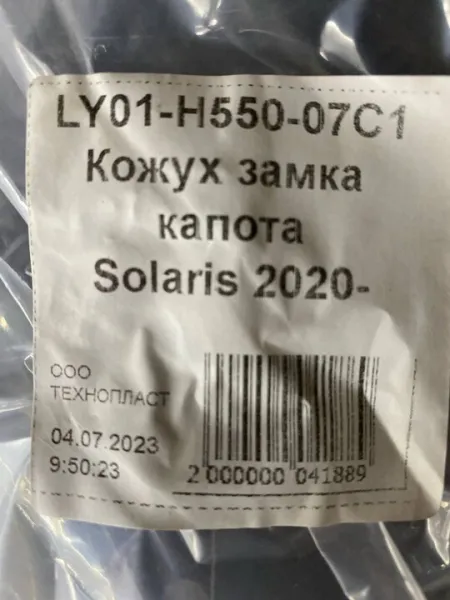 LY01-H550-07C1
Кожух замка
капота
Solaris 2020-
ООО
ТЕХНОПЛАСТ
04.07.2023
9:50:23
2 000000 041889